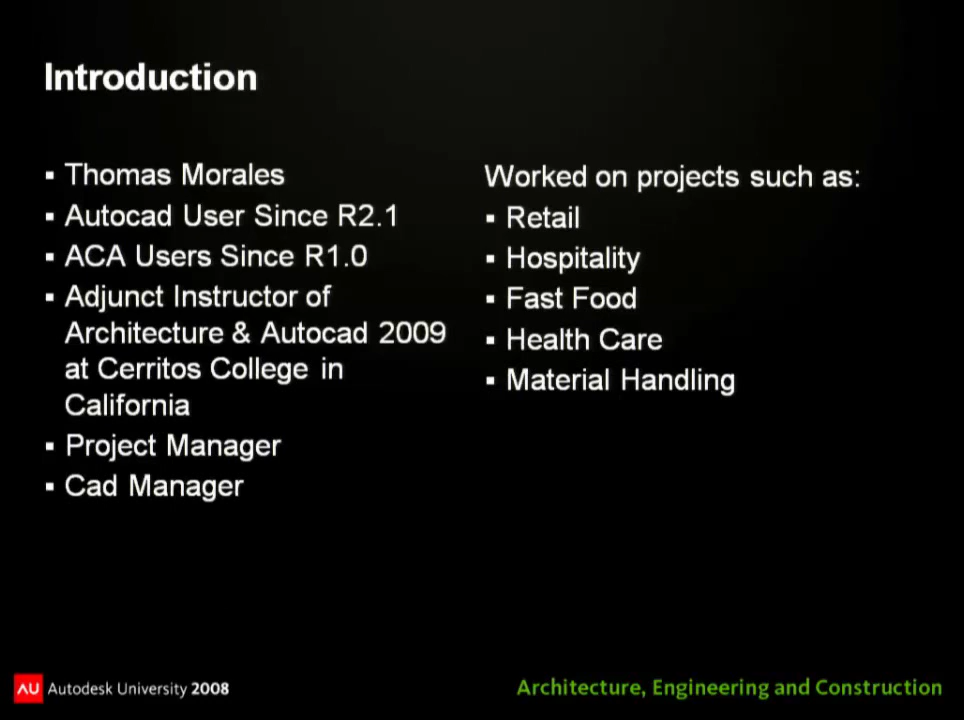 Introduction
▪ Thomas Morales
▪ Autocad User Since R2.1
▪ ACA Users Since R1.0
▪ Adjunct Instructor of
Architecture & Autocad 2009
at Cerritos College in
California
▪ Project Manager
▪ Cad Manager
Worked on projects such as:
▪ Retail
▪ Hospitality
▪ Fast Food
▪ Health Care
▪ Material Handling
AU Autodesk University 2008
Architecture, Engineering and Construction